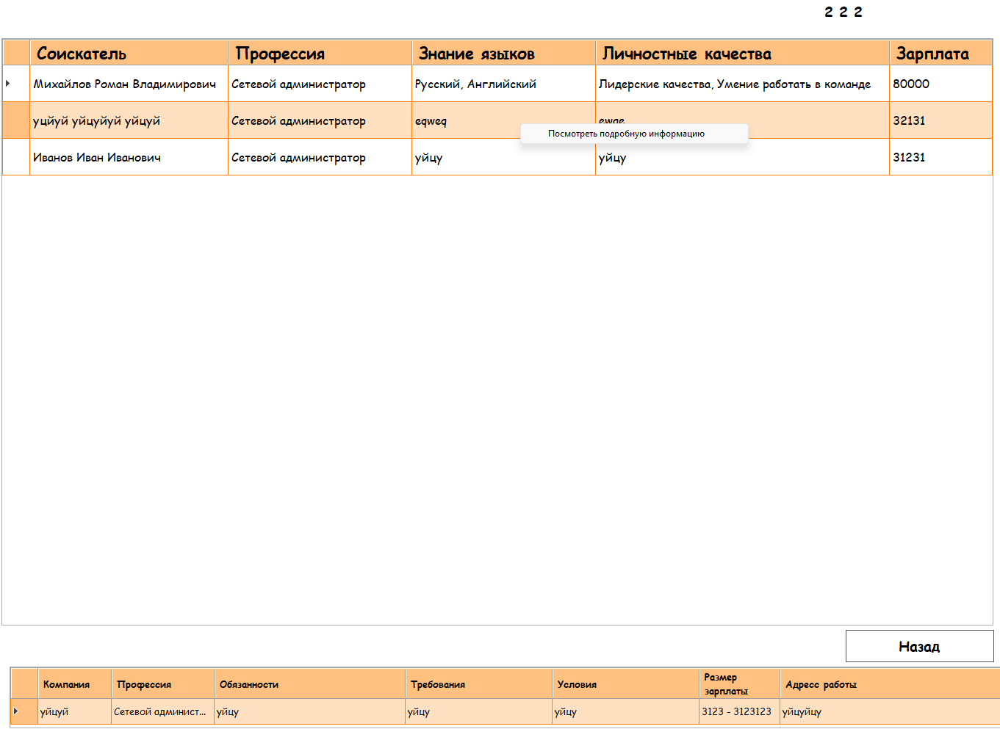 2 2 2
Соискатель Профессия Знание языков Личностные качества Зарплата
Михайлов Роман Владимирович Сетевой администратор Русский, Английский Лидерские качества, Умение работать в команде 80000
уцйуй уйцуйуй уйцуй Сетевой администратор eqweq 32131
Посмотреть подробную информацию
Иванов Иван Иванович Сетевой администратор уйцу уйцу 31231
Назад
Компания Профессия Обязанности Требования Условия Размер зарплаты Адресс работы
уйцуй Сетевой админист... уйцу уйцу уйцу 3123 - 3123123 уйцуйцу